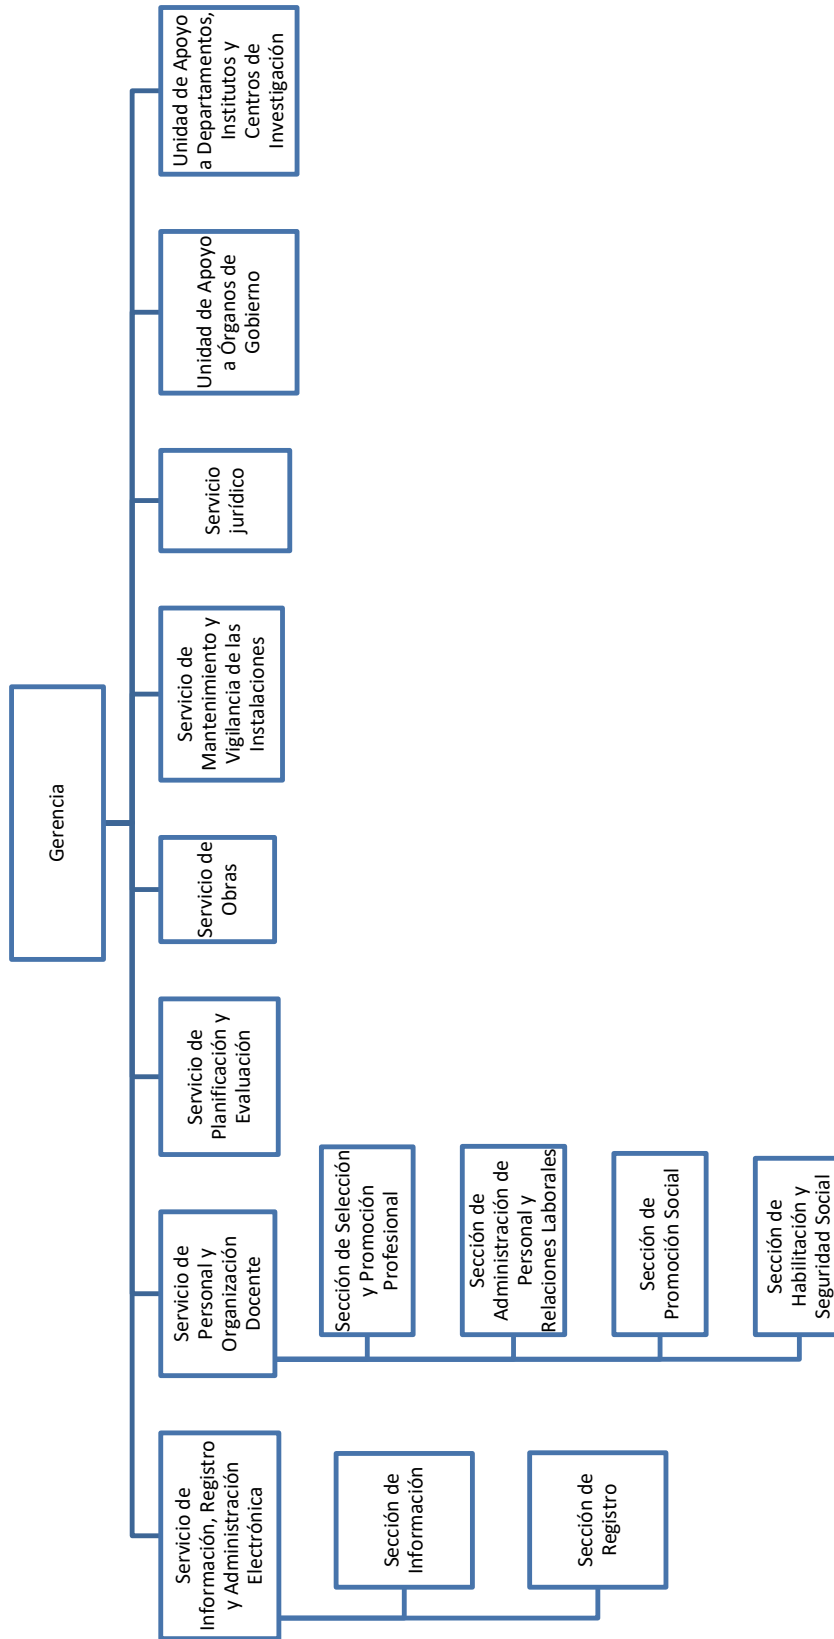 Gerencia
Servicio de
Información, Registro
y Administración
Electrónica
Servicio de
Personal y
Organización
Docente
Servicio de
Planificación y
Evaluación
Servicio de
Obras
Servicio de
Mantenimiento y
Vigilancia de las
Instalaciones
Servicio
jurídico
Unidad de Apoyo
a Órganos de
Gobierno
Unidad de Apoyo
a Departamentos,
Institutos y
Centros de
Investigación
Sección de
Información
Sección de
Registro
Sección de Selección
y Promoción
Profesional
Sección de
Administración de
Personal y
Relaciones Laborales
Sección de
Promoción Social
Sección de
Habilitación y
Seguridad Social